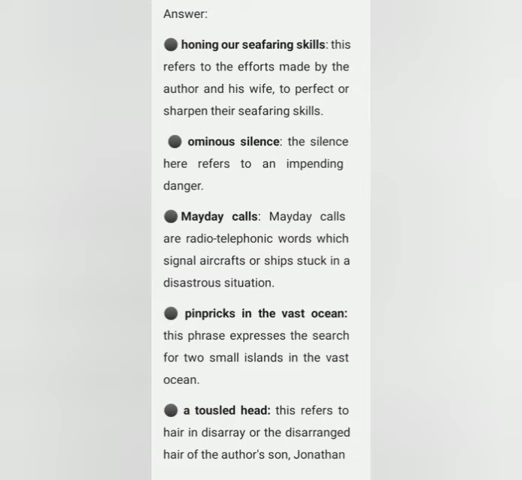 Answer:
● honing our seafaring skills: this
refers to the efforts made by the
author and his wife, to perfect or
sharpen their seafaring skills.
● ominous silence: the silence
here refers to an impending
danger.
● Mayday calls: Mayday calls
are radio-telephonic words which
signal aircrafts or ships stuck in a
disastrous situation.
● pinpricks in the vast ocean:
this phrase expresses the search
for two small islands in the vast
ocean.
● a tousled head: this refers to
hair in disarray or the disarranged
hair of the author's son, Jonathan